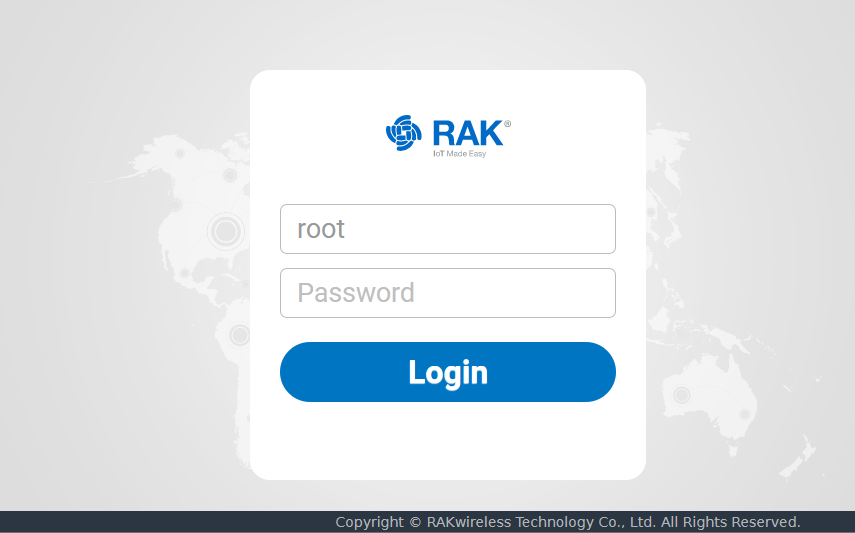 RAK®
IoT Made Easy
root
Password
Login
Copyright © RAKwireless Technology Co., Ltd. All Rights Reserved.